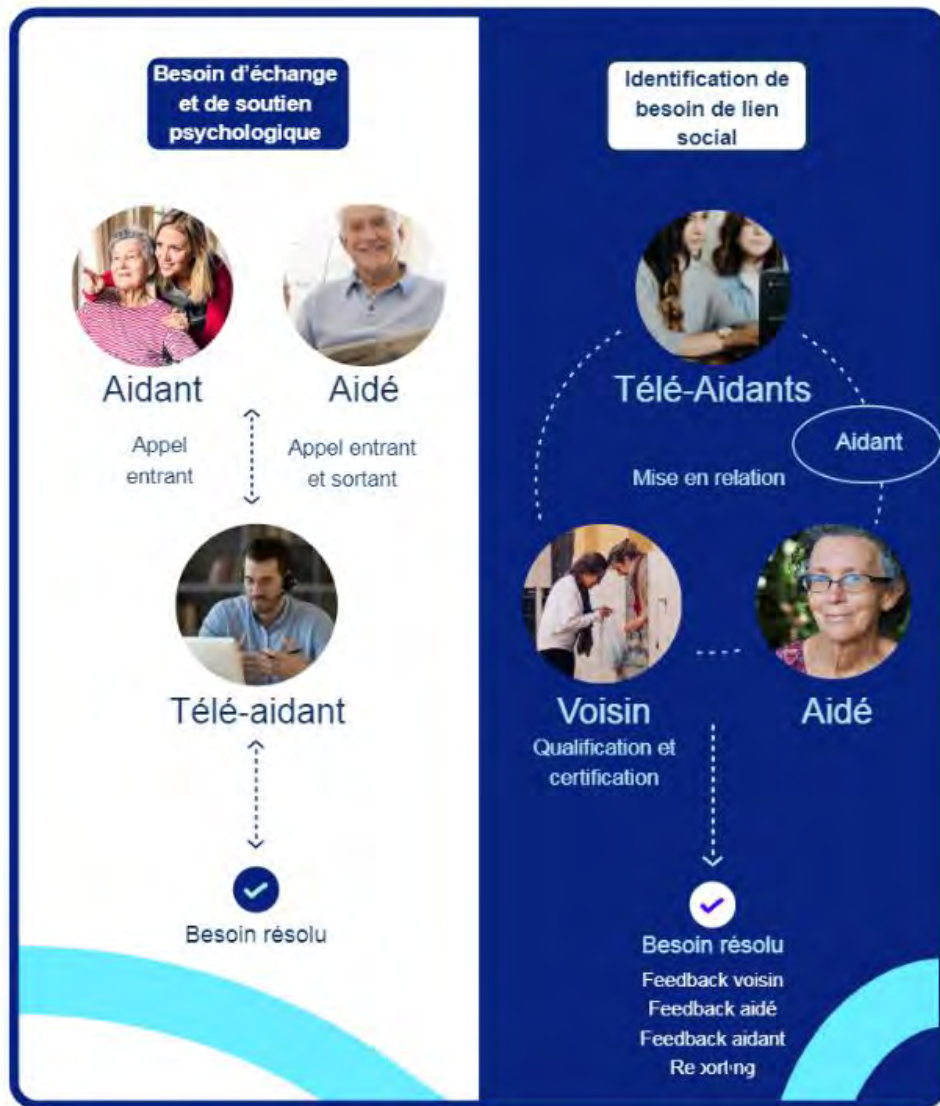 Besoin d'échange
et de soutien
psychologique
Aidant
Aidé
Appel
entrant
Appel entrant
et sortant
Télé-aidant
Besoin résolu
Identification de
besoin de lien
social
Télé-Aidants
Aidant
Mise en relation
Voisin
Aidé
Qualification et
certification
Besoin résolu
Feedback voisin
Feedback aidé
Feedback aidant
Reporting